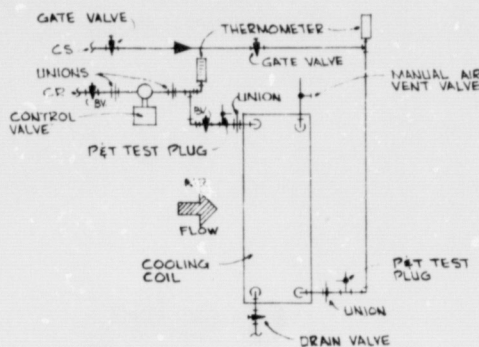 GATE VALVE
THERMOMETER
CS
GATE VALVE
UNIONS
MANUAL AIR
VENT VALVE
CR
BV.
UNION
BV
CONTROL
VALVE
P&T TEST PLUG
AIR
FLOW
P&T TEST
PLUG
COOLING
COIL
UNION
DRAIN VALVE